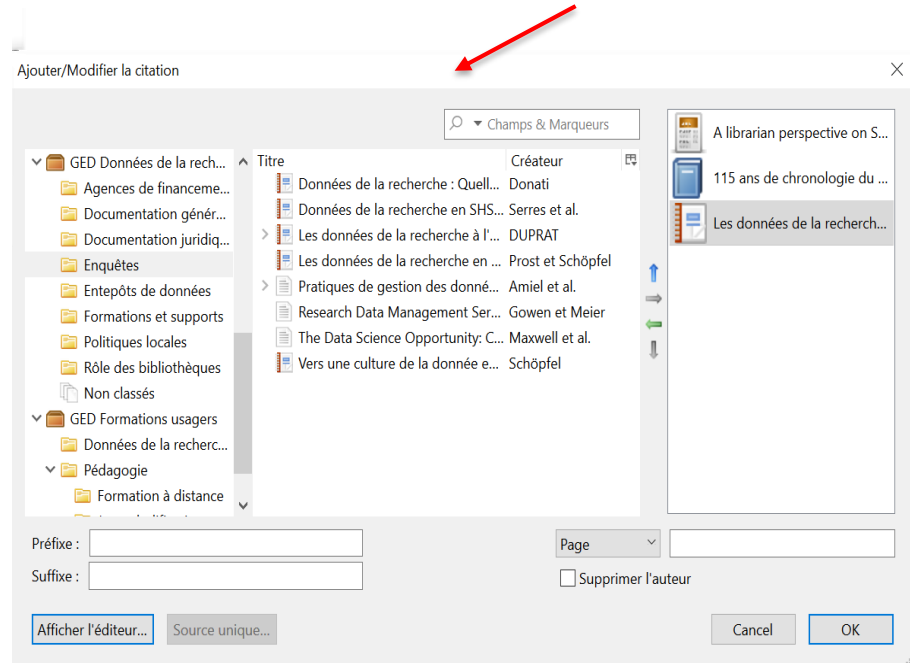 Ajouter/Modifier la citation
Champs & Marqueurs
GED Données de la rech...
Agences de financeme...
Documentation génér...
Documentation juridiq...
Enquêtes
Entepôts de données
Formations et supports
Politiques locales
Rôle des bibliothèques
Non classés
GED Formations usagers
Données de la recherc...
Pédagogie
Formation à distance
Titre Créateur
Données de la recherche : Quell... Donati
Données de la recherche en SHS... Serres et al.
Les données de la recherche à l'... DUPRAT
Les données de la recherche en ... Prost et Schöpfel
Pratiques de gestion des donné... Amiel et al.
Research Data Management Ser... Gowen et Meier
The Data Science Opportunity: C... Maxwell et al.
Vers une culture de la donnée e... Schöpfel
A librarian perspective on S...
115 ans de chronologie du ...
Les données de la recherch...
Préfixe :
Suffixe :
Page
Supprimer l'auteur
Afficher l'éditeur...
Source unique...
Cancel
OK